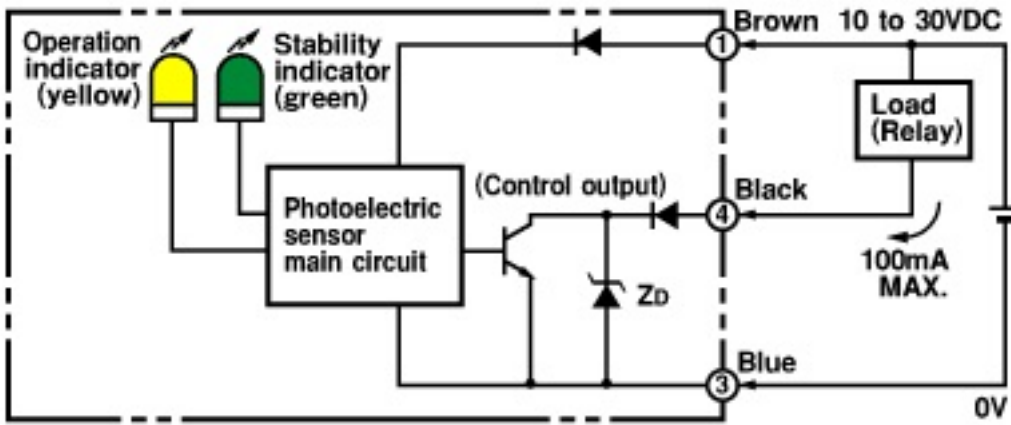 Operation
indicator
(yellow)
Stability
indicator
(green)
Brown 10 to 30VDC
1
Load
(Relay)
Photoelectric
sensor
main circuit
(Control output)
Black
4
100mA
MAX.
ZD
Blue
3
0V